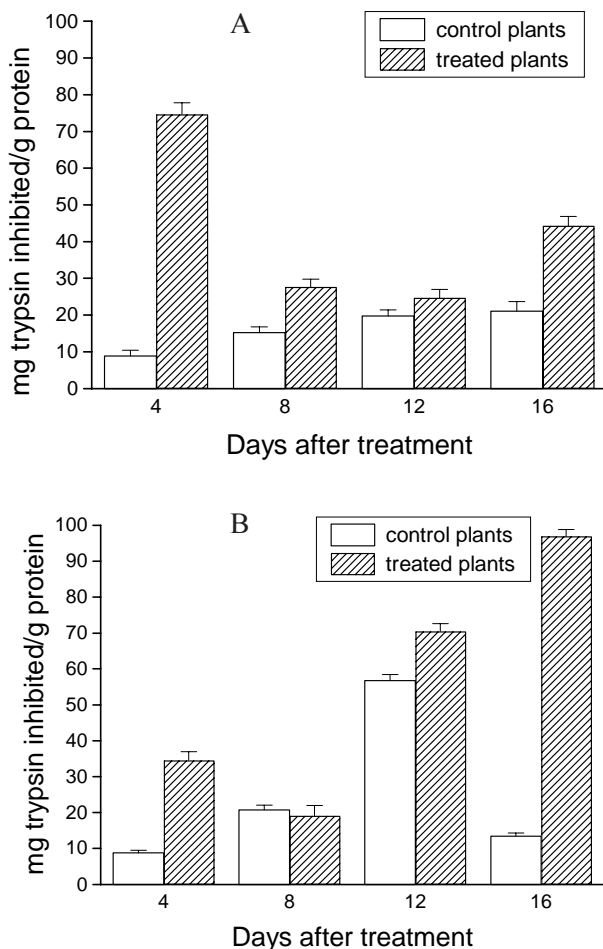 A
control plants
treated plants
mg trypsin inhibited/g protein
100
90
80
70
60
50
40
30
20
10
0
4 8 12 16
Days after treatment
B
control plants
treated plants
mg trypsin inhibited/g protein
100
90
80
70
60
50
40
30
20
10
0
4 8 12 16
Days after treatment